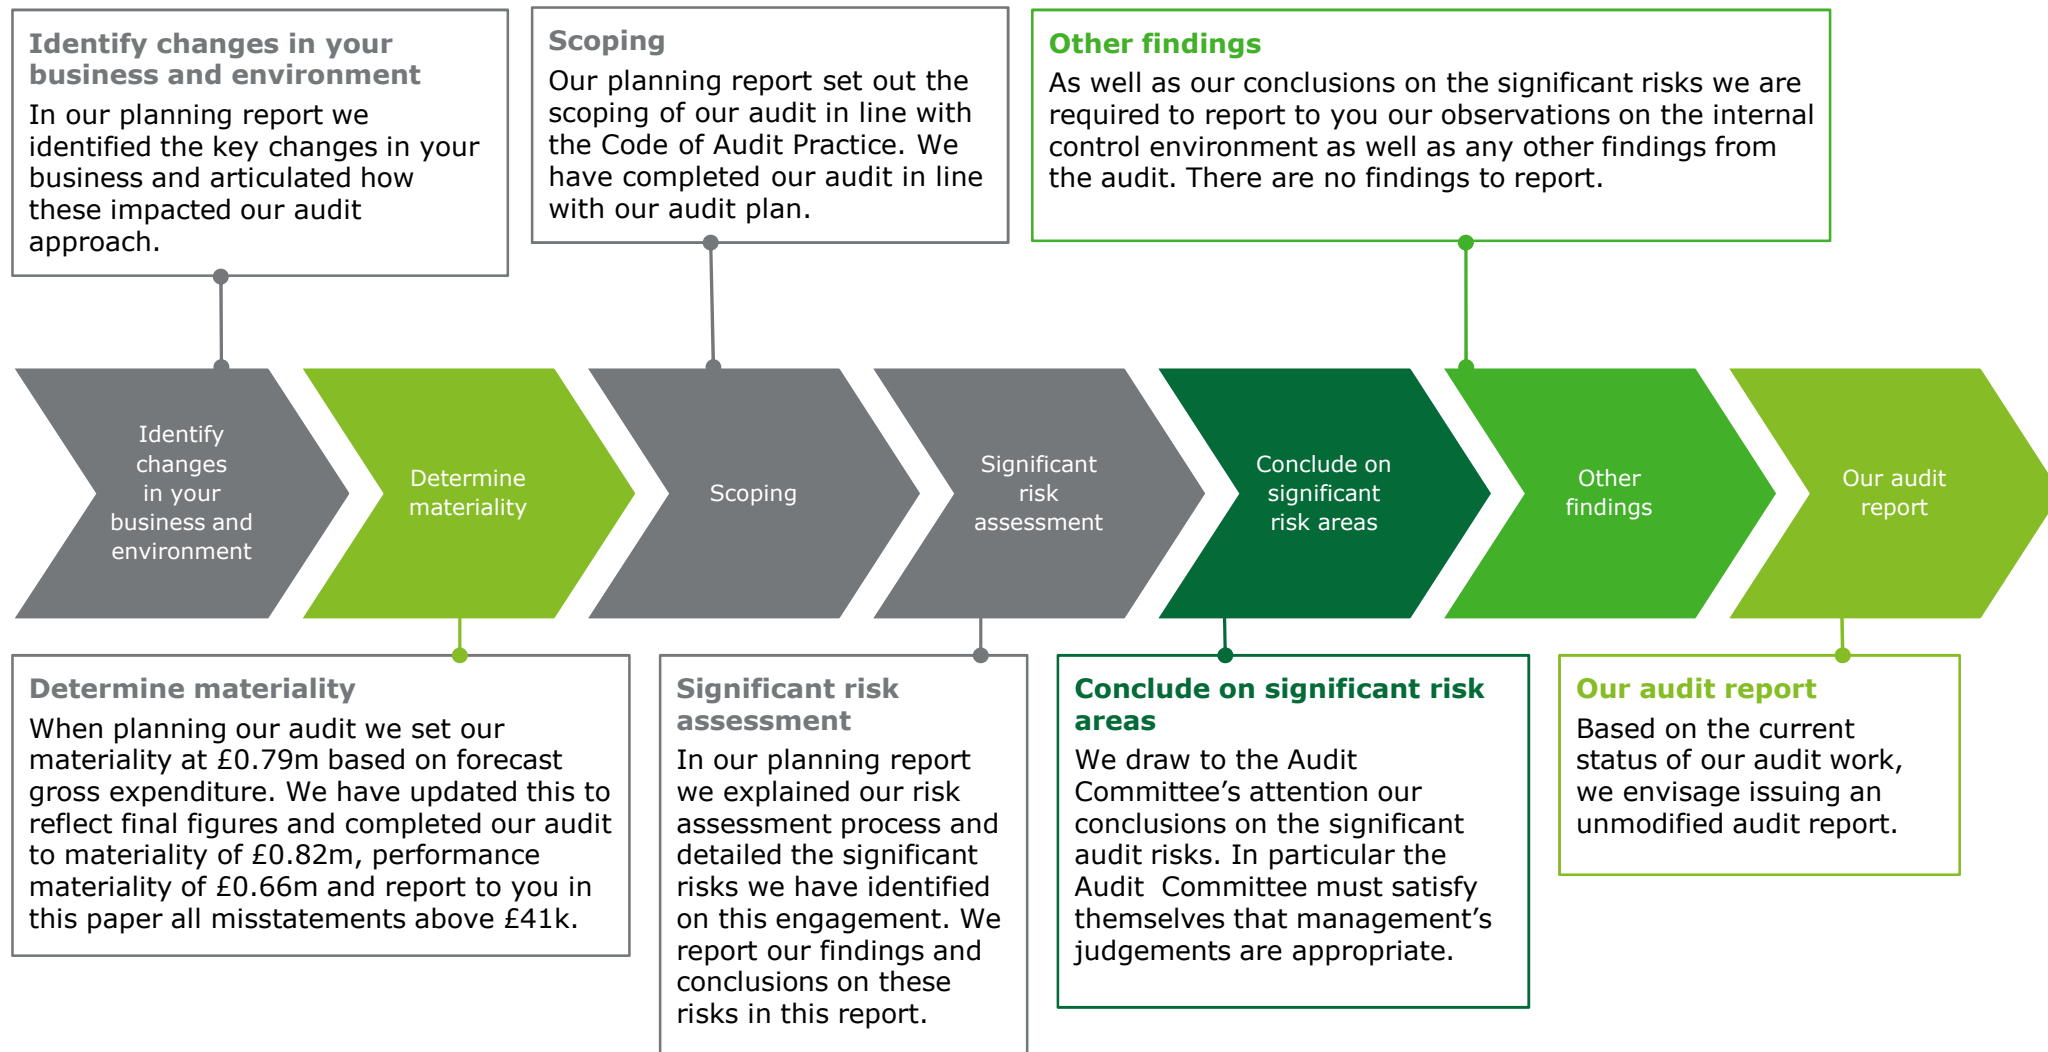 Identify changes in your
business and environment
In our planning report we
identified the key changes in your
business and articulated how
these impacted our audit
approach.
Scoping
Our planning report set out the
scoping of our audit in line with
the Code of Audit Practice. We
have completed our audit in line
with our audit plan.
Other findings
As well as our conclusions on the significant risks we are
required to report to you our observations on the internal
control environment as well as any other findings from
the audit. There are no findings to report.
Identify
changes
in your
business and
environment
Determine
materiality
Scoping
Significant
risk
assessment
Conclude on
significant
risk areas
Other
findings
Our audit
report
Determine materiality
When planning our audit we set our
materiality at £0.79m based on forecast
gross expenditure. We have updated this to
reflect final figures and completed our audit
to materiality of £0.82m, performance
materiality of £0.66m and report to you in
this paper all misstatements above £41k.
Significant risk
assessment
In our planning report
we explained our risk
assessment process and
detailed the significant
risks we have identified
on this engagement. We
report our findings and
conclusions on these
risks in this report.
Conclude on significant risk
areas
We draw to the Audit
Committee’s attention our
conclusions on the significant
audit risks. In particular the
Audit  Committee must satisfy
themselves that management’s
judgements are appropriate.
Our audit report
Based on the current
status of our audit work,
we envisage issuing an
unmodified audit report.